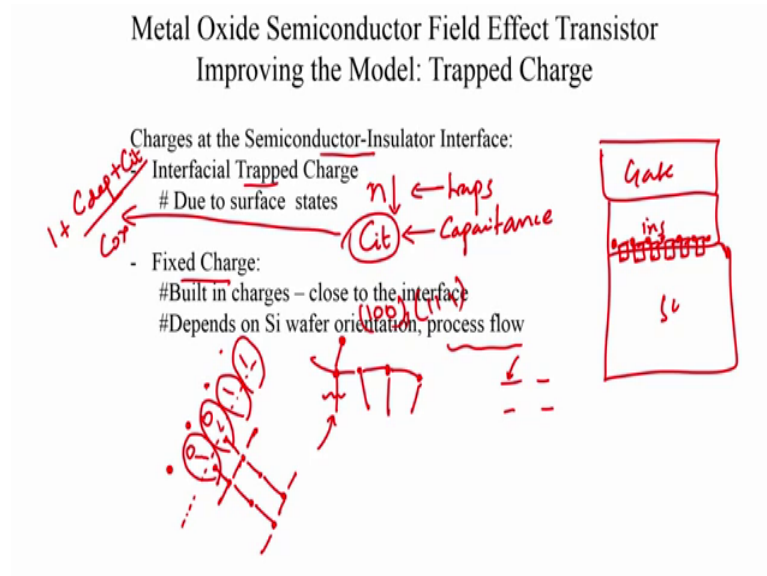 Metal Oxide Semiconductor Field Effect Transistor
Improving the Model: Trapped Charge
Charges at the Semiconductor-Insulator Interface:
- Interfacial Trapped Charge
# Due to surface states
1+ Cdep+Cit
Cox
n ← traps
Cit ← Capaitance
- Fixed Charge:
#Built in charges – close to the interface
(100), (111)
#Depends on Si wafer orientation, process flow
Gate
ins